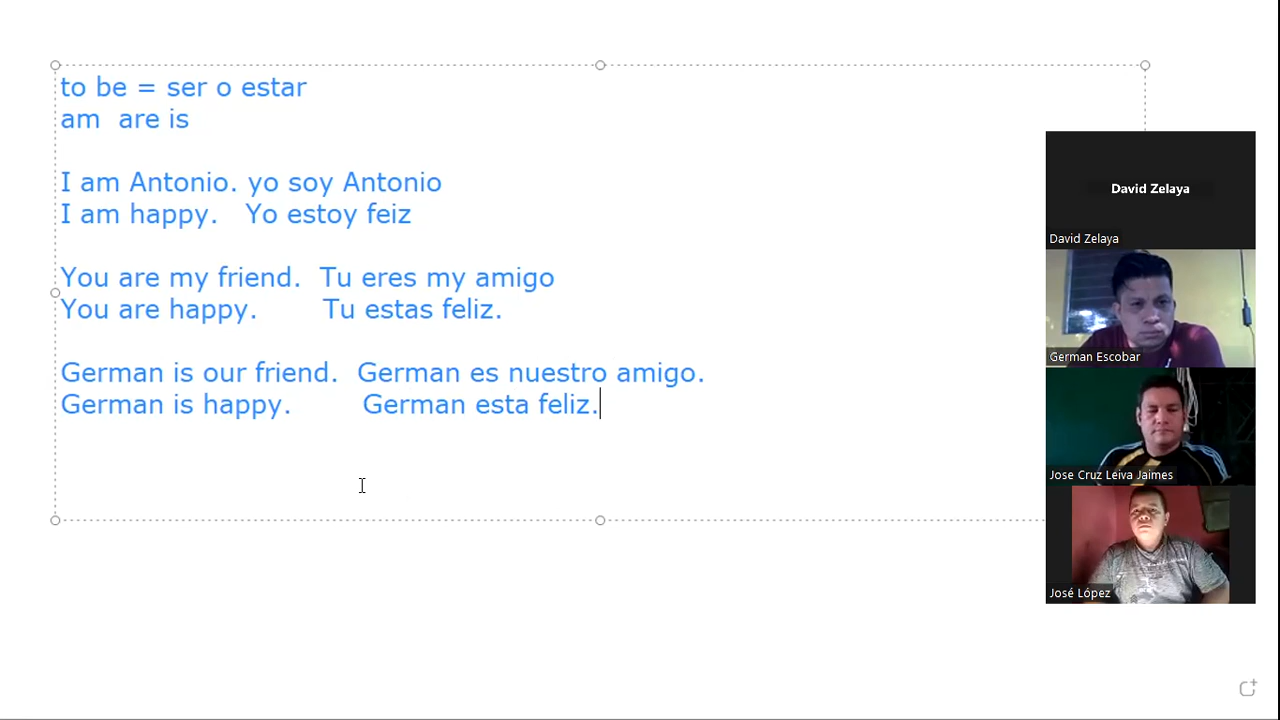 to be = ser o estar
am are is
I am Antonio. yo soy Antonio
I am happy. Yo estoy feiz
You are my friend. Tu eres my amigo
You are happy. Tu estas feliz.
German is our friend. German es nuestro amigo.
German is happy. German esta feliz.
David Zelaya
David Zelaya
German Escobar
Jose Cruz Leiva Jaimes
José López